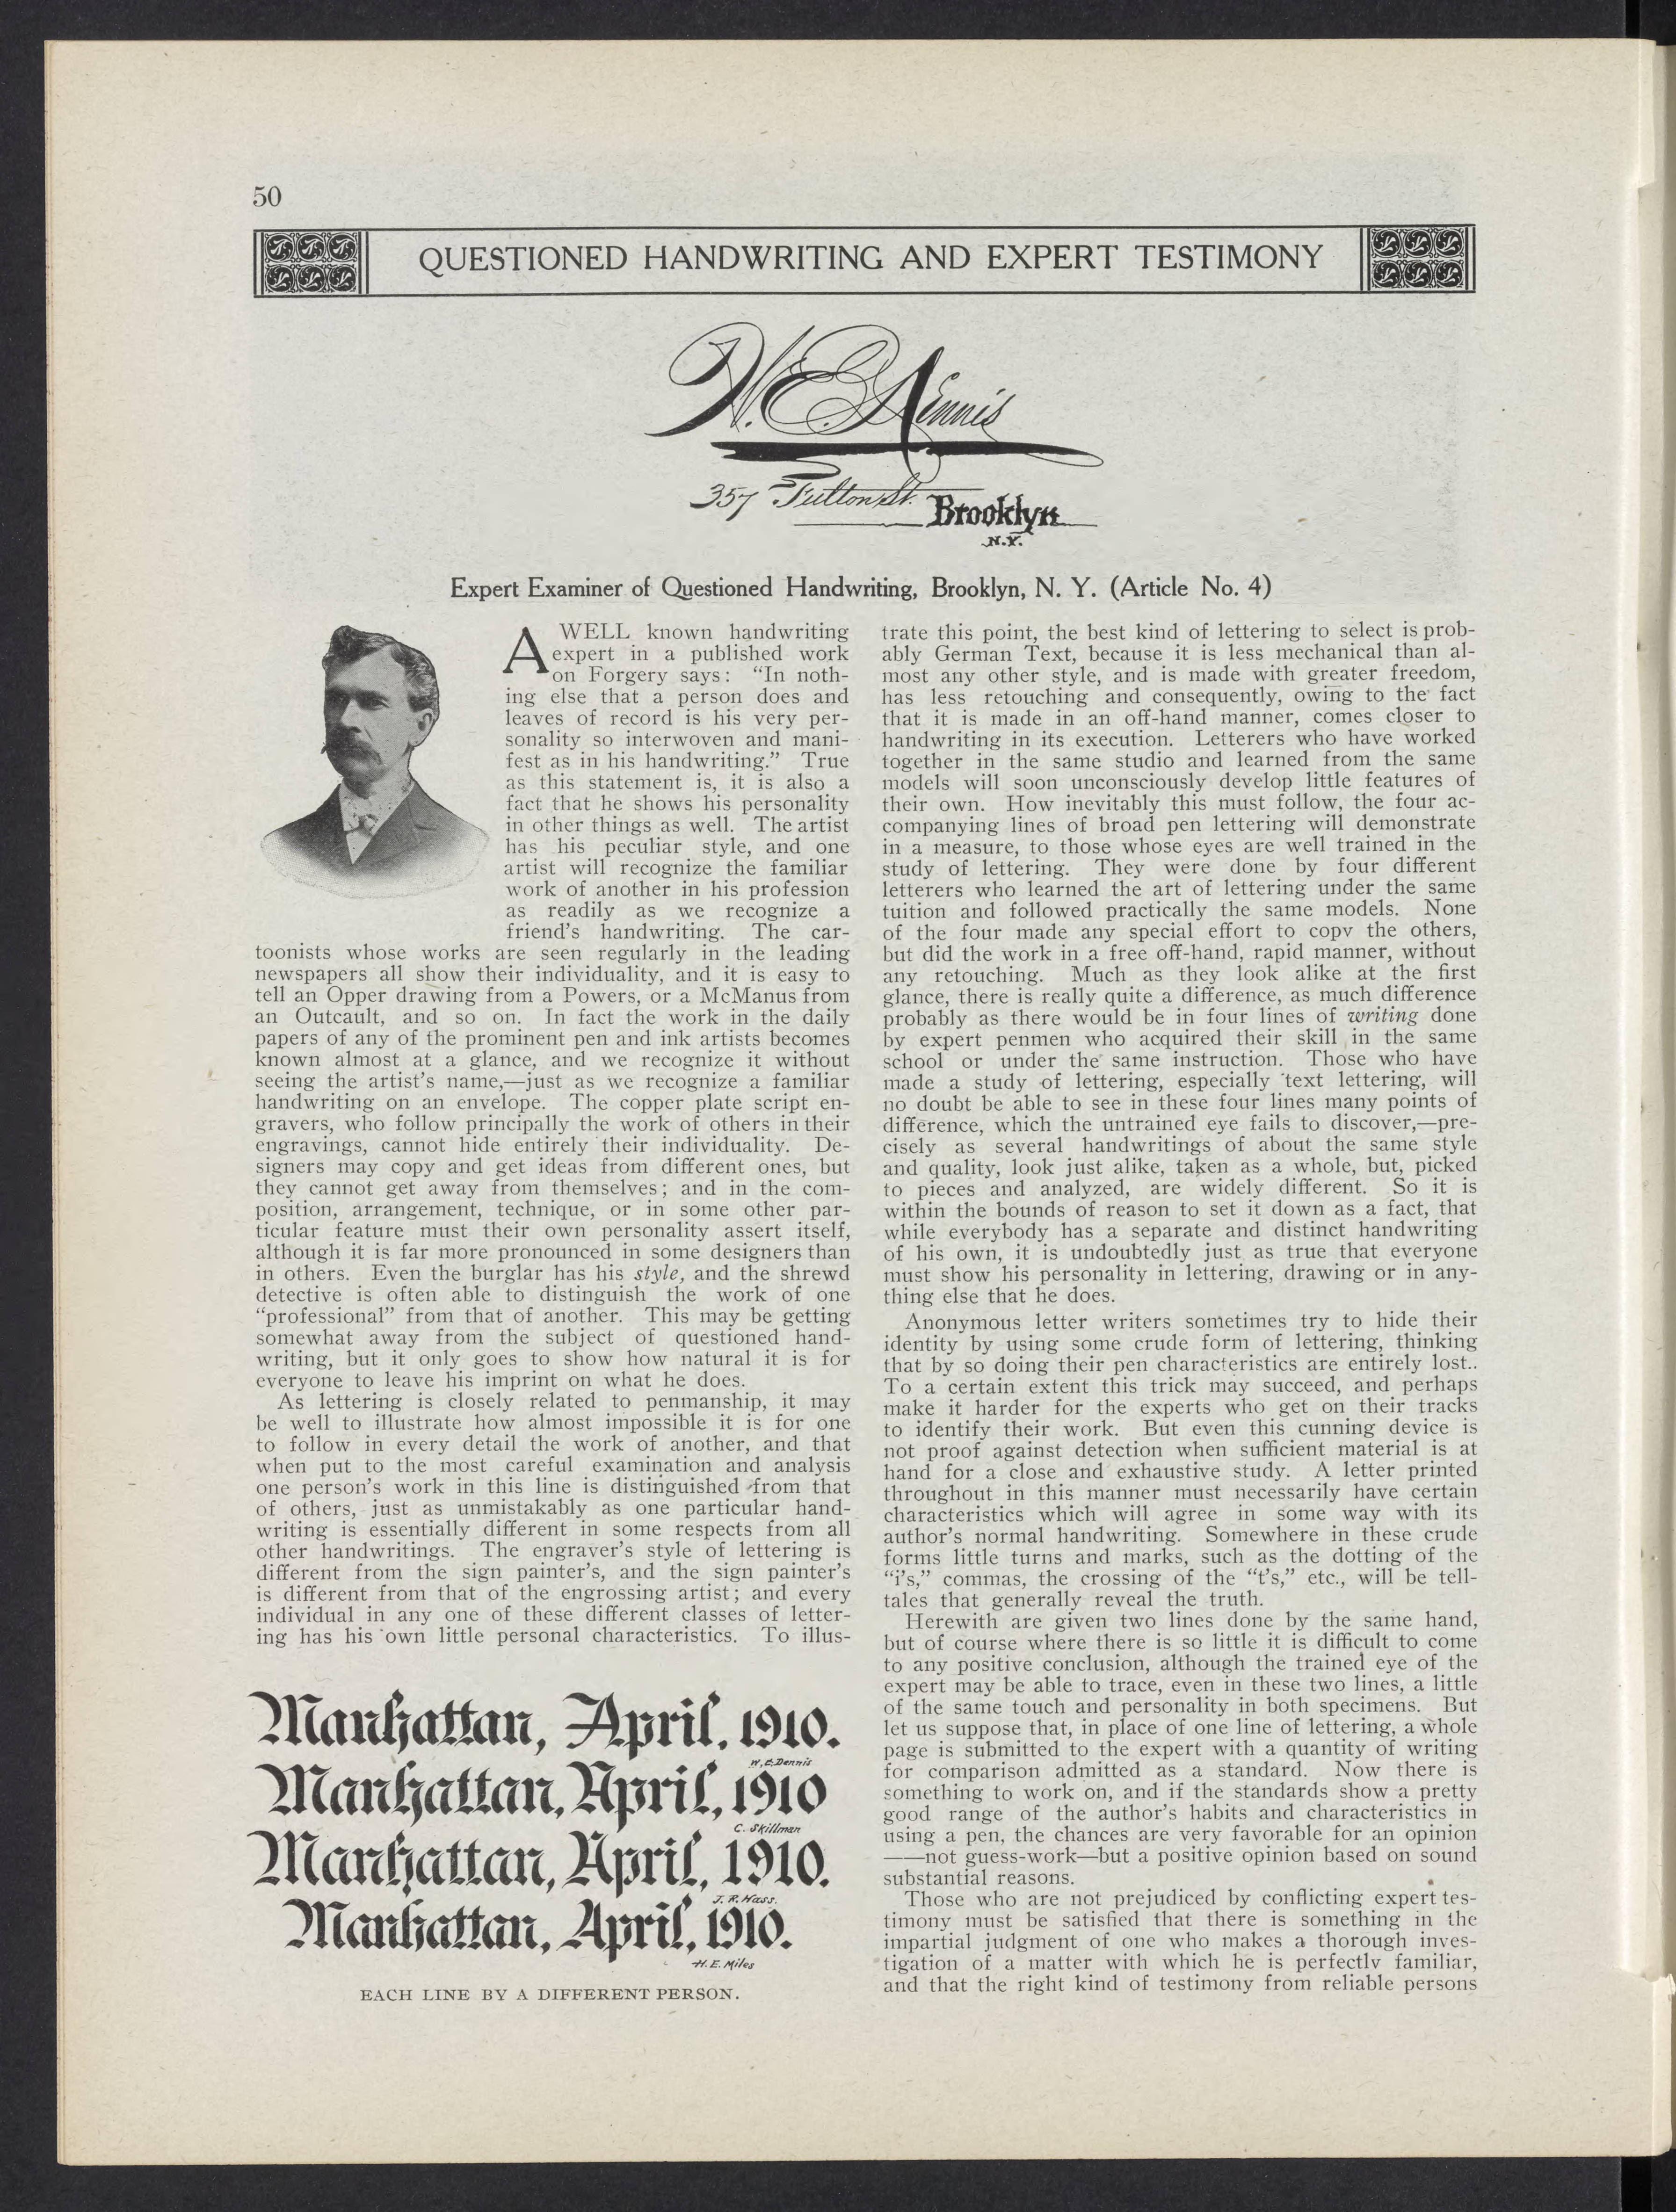 50
QUESTIONED HANDWRITING AND EXPERT TESTIMONY
W. E. Dennis
357 Fulton St. Brooklyn
N.Y.
Expert Examiner of Questioned Handwriting, Brooklyn, N. Y. (Article No. 4)
A WELL known handwriting
expert in a published work
on Forgery says: “In noth-
ing else that a person does and
leaves of record is his very per-
sonality so interwoven and mani-
fest as in his handwriting.” True
as this statement is, it is also a
fact that he shows his personality
in other things as well. The artist
has his peculiar style, and one
artist will recognize the familiar
work of another in his profession
as readily as we recognize a
friend’s handwriting. The car-
toonists whose works are seen regularly in the leading
newspapers all show their individuality, and it is easy to
tell an Opper drawing from a Powers, or a McManus from
an Outcault, and so on. In fact the work in the daily
papers of any of the prominent pen and ink artists becomes
known almost at a glance, and we recognize it without
seeing the artist’s name,—just as we recognize a familiar
handwriting on an envelope. The copper plate script en-
gravers, who follow principally the work of others in their
engravings, cannot hide entirely their individuality. De-
signers may copy and get ideas from different ones, but
they cannot get away from themselves; and in the com-
position, arrangement, technique, or in some other par-
ticular feature must their own personality assert itself,
although it is far more pronounced in some designers than
in others. Even the burglar has his style, and the shrewd
detective is often able to distinguish the work of one
“professional” from that of another. This may be getting
somewhat away from the subject of questioned hand-
writing, but it only goes to show how natural it is for
everyone to leave his imprint on what he does.
As lettering is closely related to penmanship, it may
be well to illustrate how almost impossible it is for one
to follow in every detail the work of another, and that
when put to the most careful examination and analysis
one person’s work in this line is distinguished from that
of others, just as unmistakably as one particular hand-
writing is essentially different in some respects from all
other handwritings. The engraver’s style of lettering is
different from the sign painter’s, and the sign painter’s
is different from that of the engrossing artist; and every
individual in any one of these different classes of letter-
ing has his own little personal characteristics. To illus-
Manhattan, April, 1910.
W. E. Dennis
Manhattan, April, 1910
C. Skillman
Manhattan, April, 1910.
J. R. Hass.
Manhattan, April, 1910.
H. E. Miles
EACH LINE BY A DIFFERENT PERSON.
trate this point, the best kind of lettering to select is prob-
ably German Text, because it is less mechanical than al-
most any other style, and is made with greater freedom,
has less retouching and consequently, owing to the fact
that it is made in an off-hand manner, comes closer to
handwriting in its execution. Letterers who have worked
together in the same studio and learned from the same
models will soon unconsciously develop little features of
their own. How inevitably this must follow, the four ac-
companying lines of broad pen lettering will demonstrate
in a measure, to those whose eyes are well trained in the
study of lettering. They were done by four different
letterers who learned the art of lettering under the same
tuition and followed practically the same models. None
of the four made any special effort to copy the others,
but did the work in a free off-hand, rapid manner, without
any retouching. Much as they look alike at the first
glance, there is really quite a difference, as much difference
probably as there would be in four lines of writing done
by expert penmen who acquired their skill in the same
school or under the same instruction. Those who have
made a study of lettering, especially text lettering, will
no doubt be able to see in these four lines many points of
difference, which the untrained eye fails to discover,—pre-
cisely as several handwritings of about the same style
and quality, look just alike, taken as a whole, but, picked
to pieces and analyzed, are widely different. So it is
within the bounds of reason to set it down as a fact, that
while everybody has a separate and distinct handwriting
of his own, it is undoubtedly just as true that everyone
must show his personality in lettering, drawing or in any-
thing else that he does.
Anonymous letter writers sometimes try to hide their
identity by using some crude form of lettering, thinking
that by so doing their pen characteristics are entirely lost..
To a certain extent this trick may succeed, and perhaps
make it harder for the experts who get on their tracks
to identify their work. But even this cunning device is
not proof against detection when sufficient material is at
hand for a close and exhaustive study. A letter printed
throughout in this manner must necessarily have certain
characteristics which will agree in some way with its
author’s normal handwriting. Somewhere in these crude
forms little turns and marks, such as the dotting of the
“i’s,” commas, the crossing of the “t’s,” etc., will be tell-
tales that generally reveal the truth.
Herewith are given two lines done by the same hand,
but of course where there is so little it is difficult to come
to any positive conclusion, although the trained eye of the
expert may be able to trace, even in these two lines, a little
of the same touch and personality in both specimens. But
let us suppose that, in place of one line of lettering, a whole
page is submitted to the expert with a quantity of writing
for comparison admitted as a standard. Now there is
something to work on, and if the standards show a pretty
good range of the author’s habits and characteristics in
using a pen, the chances are very favorable for an opinion
——not guess-work—but a positive opinion based on sound
substantial reasons.
Those who are not prejudiced by conflicting expert tes-
timony must be satisfied that there is something in the
impartial judgment of one who makes a thorough inves-
tigation of a matter with which he is perfectly familiar,
and that the right kind of testimony from reliable persons